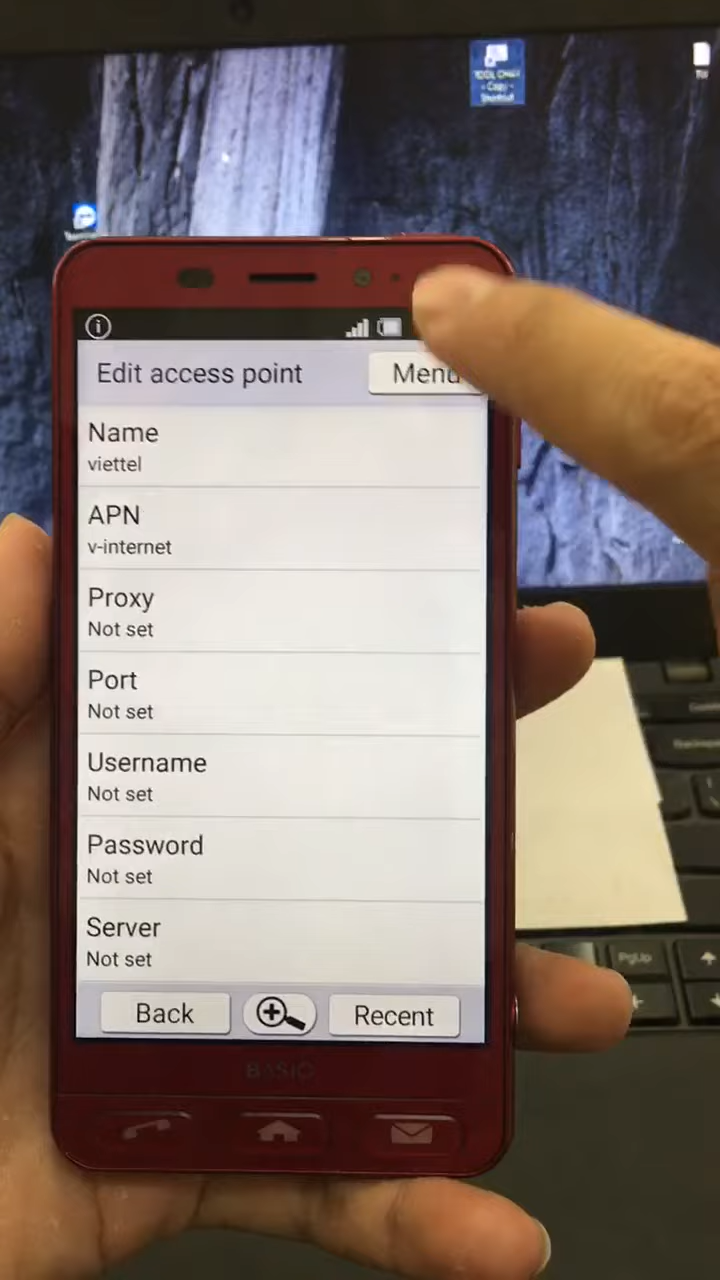 Edit access point
Menu
Name
viettel
APN
v-internet
Proxy
Not set
Port
Not set
Username
Not set
Password
Not set
Server
Not set
Back
Recent
BASIO
PgUp